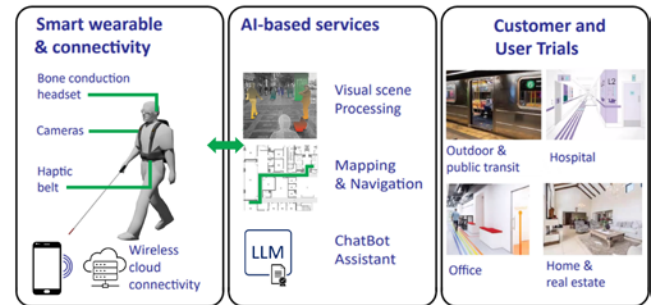 Smart wearable
& connectivity
Bone conduction
headset
Cameras
Haptic
belt
Wireless
cloud
connectivity
AI-based services
Visual scene
Processing
Mapping
& Navigation
LLM
ChatBot
Assistant
Customer and
User Trials
L2
Outdoor &
public transit
Hospital
Office
Home &
real estate